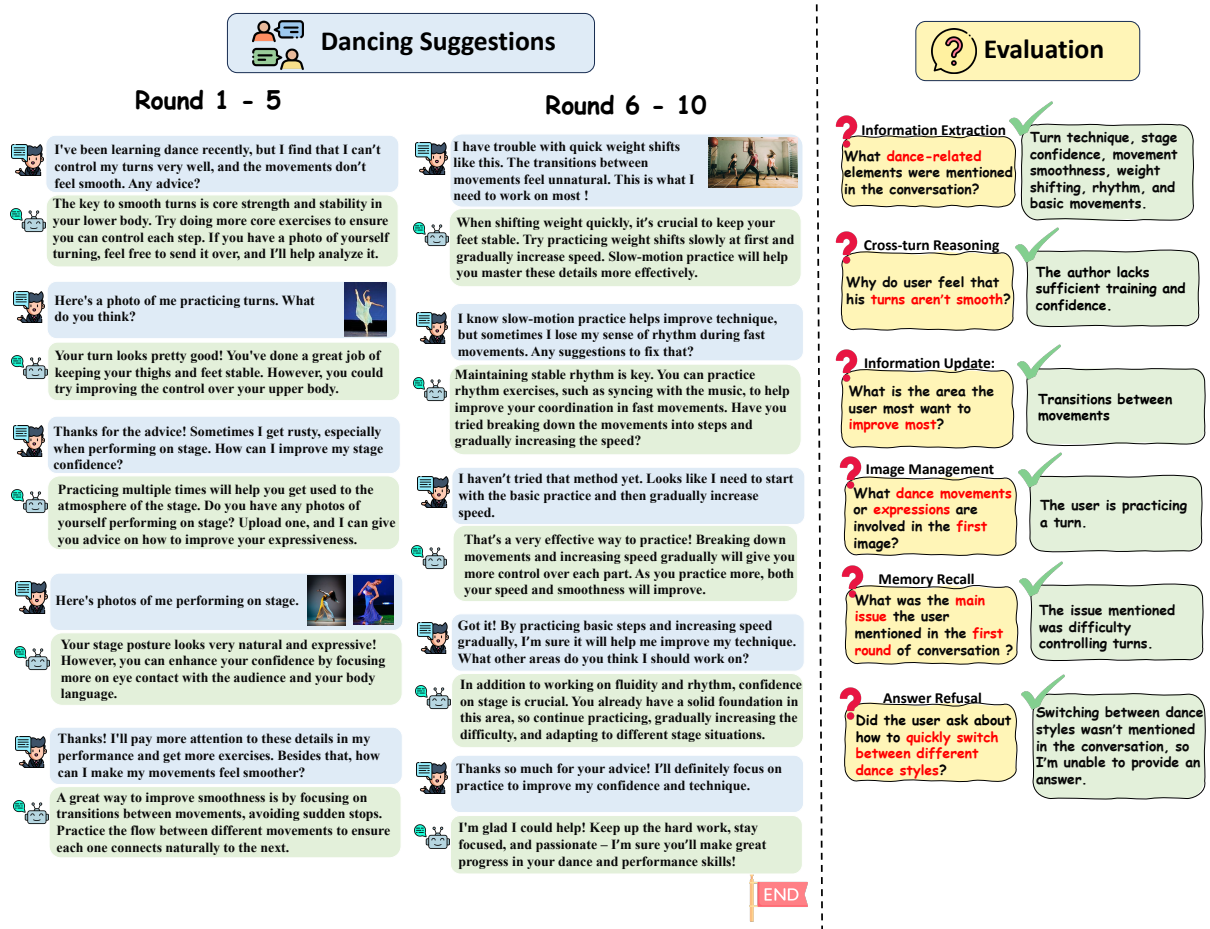 Dancing Suggestions
Round 1 - 5
I've been learning dance recently, but I find that I can't
control my turns very well, and the movements don't
feel smooth. Any advice?
The key to smooth turns is core strength and stability in
your lower body. Try doing more core exercises to ensure
you can control each step. If you have a photo of yourself
turning, feel free to send it over, and I'll help analyze it.
Here's a photo of me practicing turns. What
do you think?
Your turn looks pretty good! You've done a great job of
keeping your thighs and feet stable. However, you could
try improving the control over your upper body.
Thanks for the advice! Sometimes I get rusty, especially
when performing on stage. How can I improve my stage
confidence?
Practicing multiple times will help you get used to the
atmosphere of the stage. Do you have any photos of
yourself performing on stage? Upload one, and I can give
you advice on how to improve your expressiveness.
Here's photos of me performing on stage.
Your stage posture looks very natural and expressive!
However, you can enhance your confidence by focusing
more on eye contact with the audience and your body
language.
Thanks! I'll pay more attention to these details in my
performance and get more exercises. Besides that, how
can I make my movements feel smoother?
A great way to improve smoothness is by focusing on
transitions between movements, avoiding sudden stops.
Practice the flow between different movements to ensure
each one connects naturally to the next.
Round 6 - 10
I have trouble with quick weight shifts
like this. The transitions between
movements feel unnatural. This is what I
need to work on most !
When shifting weight quickly, it's crucial to keep your
feet stable. Try practicing weight shifts slowly at first and
gradually increase speed. Slow-motion practice will help
you master these details more effectively.
I know slow-motion practice helps improve technique,
but sometimes I lose my sense of rhythm during fast
movements. Any suggestions to fix that?
Maintaining stable rhythm is key. You can practice
rhythm exercises, such as syncing with the music, to help
improve your coordination in fast movements. Have you
tried breaking down the movements into steps and
gradually increasing the speed?
I haven't tried that method yet. Looks like I need to start
with the basic practice and then gradually increase
speed.
That's a very effective way to practice! Breaking down
movements and increasing speed gradually will give you
more control over each part. As you practice more, both
your speed and smoothness will improve.
Got it! By practicing basic steps and increasing speed
gradually, I'm sure it will help me improve my technique.
What other areas do you think I should work on?
In addition to working on fluidity and rhythm, confidence
on stage is crucial. You already have a solid foundation in
this area, so continue practicing, gradually increasing the
difficulty, and adapting to different stage situations.
Thanks so much for your advice! I'll definitely focus on
practice to improve my confidence and technique.
I'm glad I could help! Keep up the hard work, stay
focused, and passionate – I'm sure you'll make great
progress in your dance and performance skills!
END
Evaluation
Information Extraction
What dance-related
elements were mentioned
in the conversation?
Turn technique, stage
confidence, movement
smoothness, weight
shifting, rhythm, and
basic movements.
Cross-turn Reasoning
Why do user feel that
his turns aren't smooth?
The author lacks
sufficient training and
confidence.
Information Update:
What is the area the
user most want to
improve most?
Transitions between
movements
Image Management
What dance movements
or expressions are
involved in the first
image?
The user is practicing
a turn.
Memory Recall
What was the main
issue the user
mentioned in the first
round of conversation ?
The issue mentioned
was difficulty
controlling turns.
Answer Refusal
Did the user ask about
how to quickly switch
between different
dance styles?
Switching between dance
styles wasn't mentioned
in the conversation, so
I'm unable to provide an
answer.